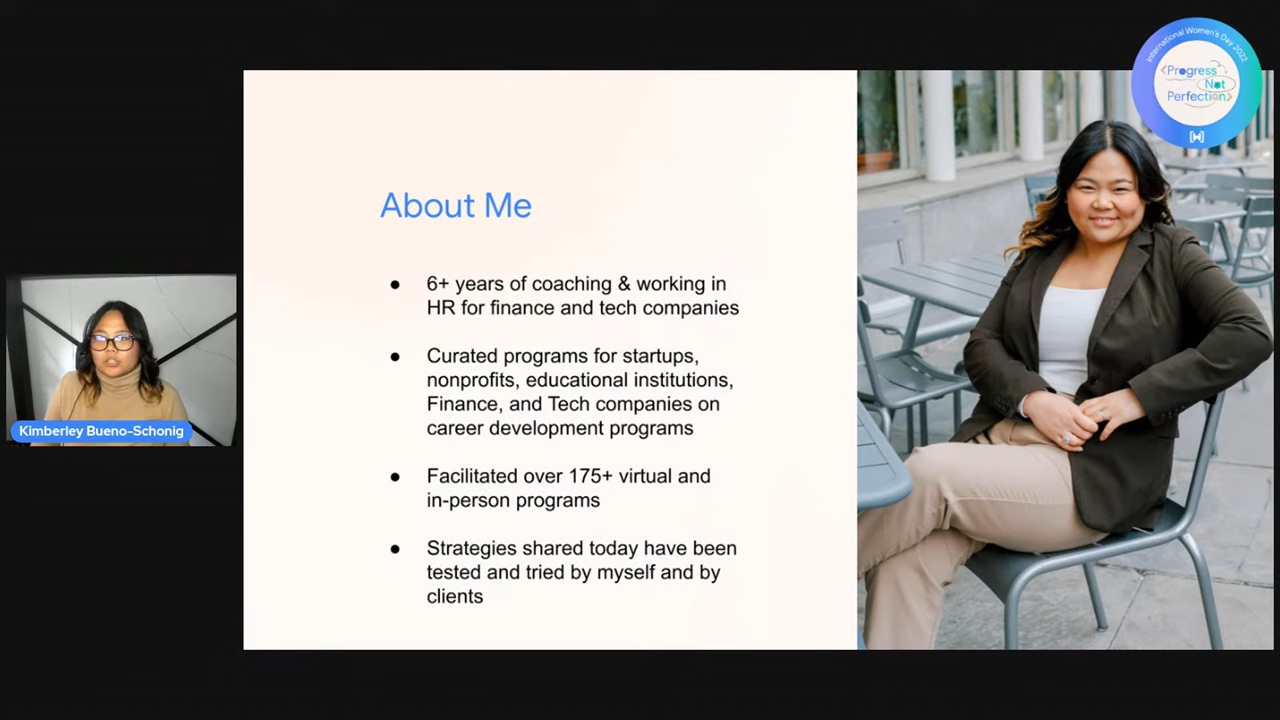 International Women's Day 2022
<Progress
Not
Perfection>
[W]
About Me
● 6+ years of coaching & working in
HR for finance and tech companies
● Curated programs for startups,
nonprofits, educational institutions,
Finance, and Tech companies on
career development programs
● Facilitated over 175+ virtual and
in-person programs
● Strategies shared today have been
tested and tried by myself and by
clients
Kimberley Bueno-Schonig